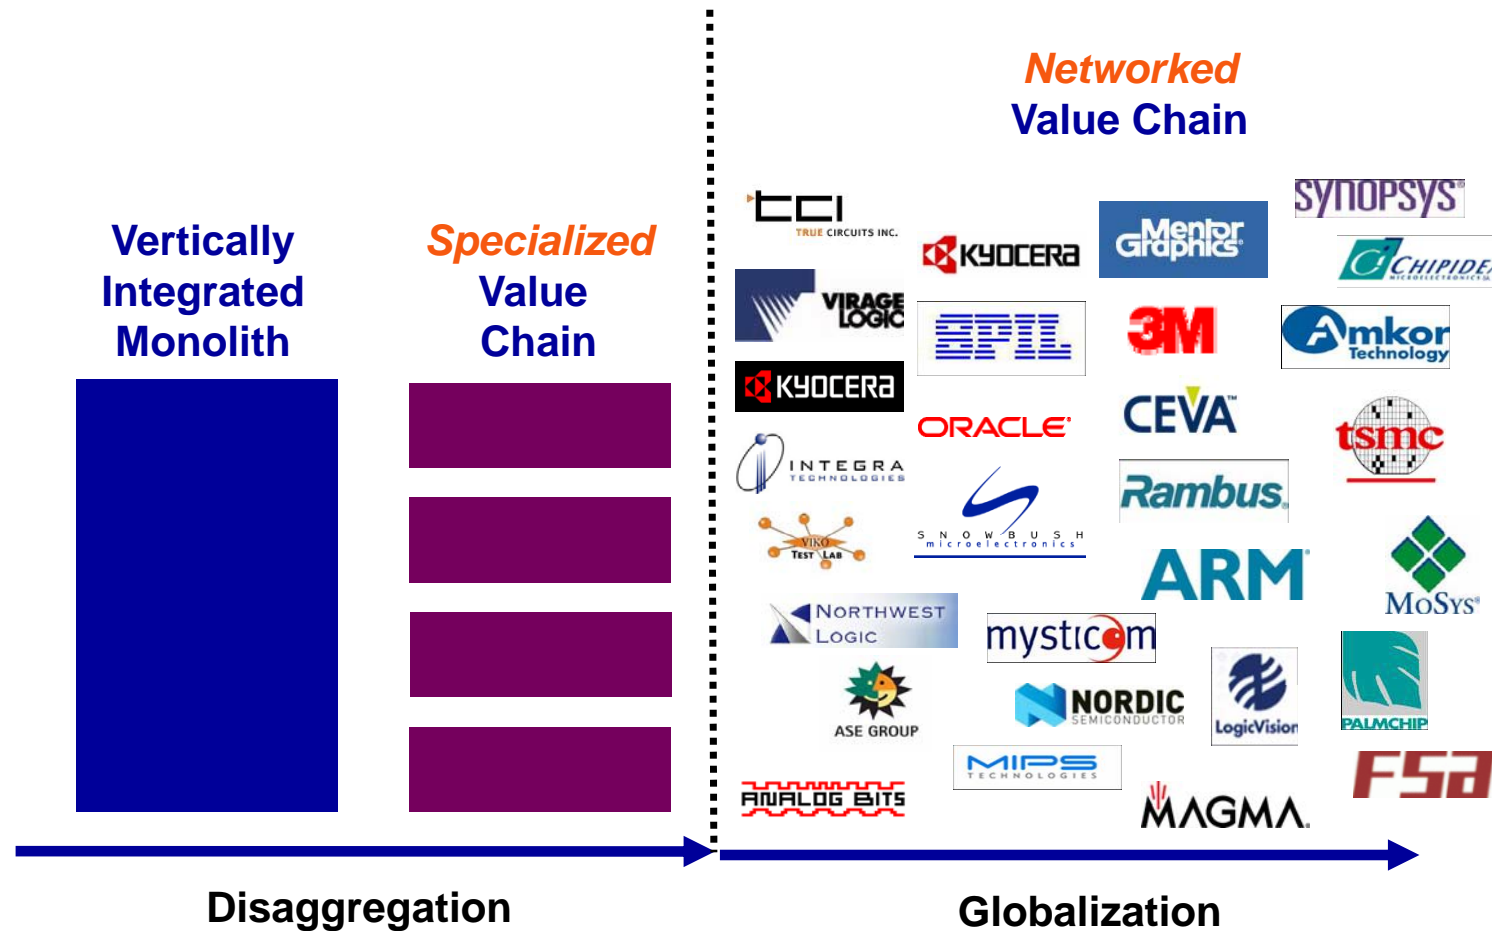 Networked
Value Chain
Vertically
Integrated
Monolith
Specialized
Value
Chain
tci
TRUE CIRCUITS INC.
KYOCERA
Mentor
Graphics
SYNOPSYS®
CHIPIDEA
MICROELECTRONICS
VIRAGE
LOGIC
SPIL
3M
Amkor
Technology
KYOCERA
ORACLE
CEVA™
tsmc
INTEGRA
TECHNOLOGIES
SNOWBUSH
microelectronics
Rambus
VIKO
TEST LAB
ARM
MoSys
NORTHWEST
LOGIC
mysticom
ASE GROUP
NORDIC
SEMICONDUCTOR
LogicVision
PALMCHIP
MIPS
TECHNOLOGIES
FSA
ANALOG BITS
MAGMA
Disaggregation
Globalization